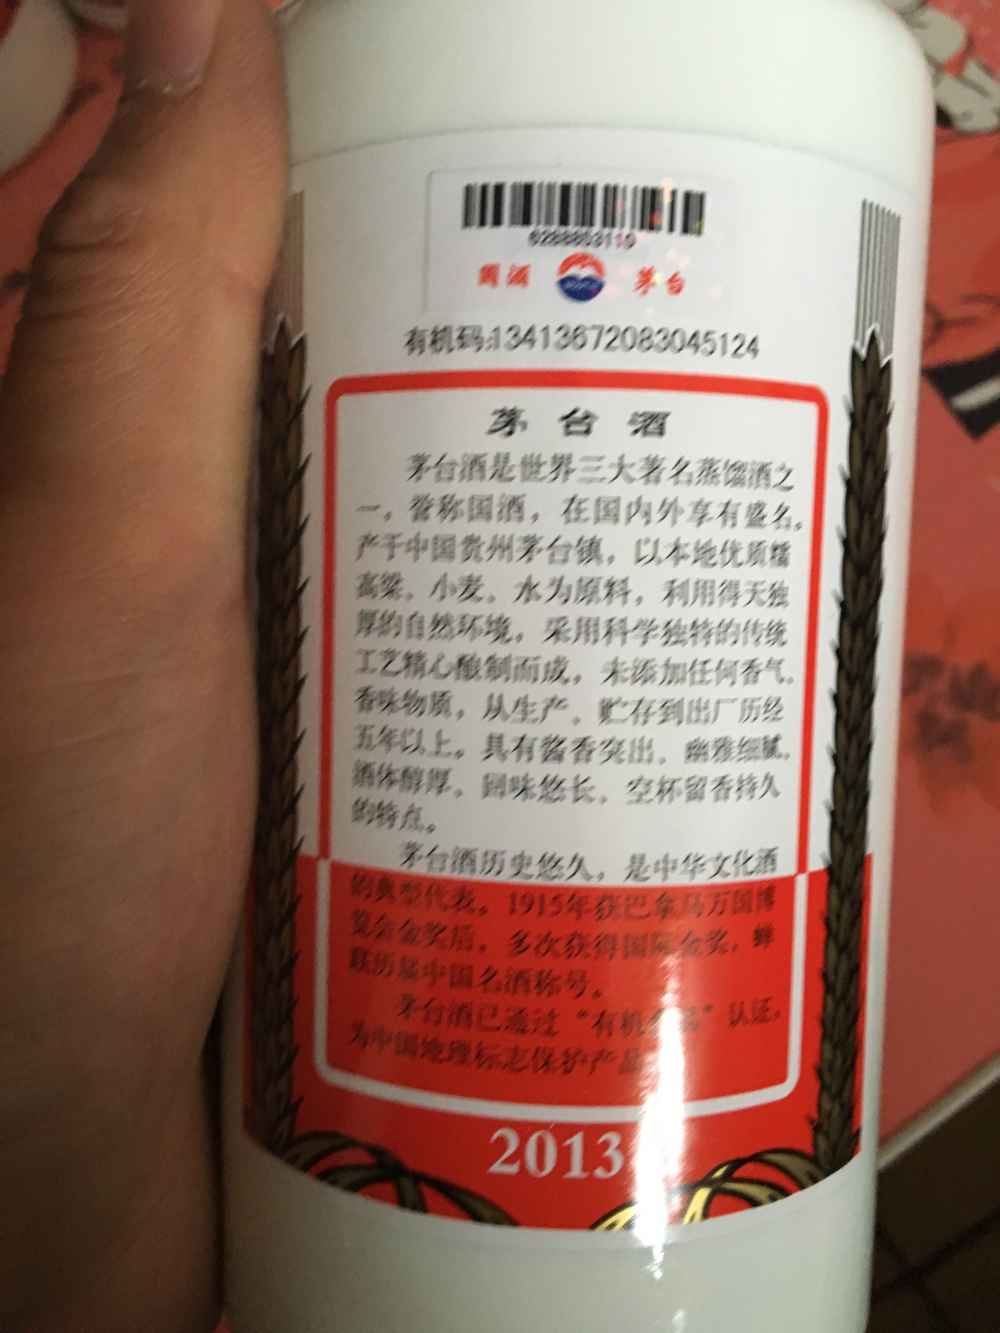 6288803110
国酒 茅台
有机码:13413672083045124
茅台酒
茅台酒是世界三大著名蒸馏酒之
一，誉称国酒，在国内外享有盛名。
产于中国贵州茅台镇，以本地优质糯
高粱、小麦、水为原料，利用得天独
厚的自然环境，采用科学独特的传统
工艺精心酿制而成，未添加任何香气、
香味物质，从生产、贮存到出厂历经
五年以上。具有酱香突出、幽雅细腻、
酒体醇厚、回味悠长、空杯留香持久
的特点。
茅台酒历史悠久，是中华文化酒
的典型代表。1915年获巴拿马万国博
览会金奖后，多次获得国际金奖，蝉
联历届中国名酒称号。
茅台酒已通过“有机食品”认证，
为中国地理标志保护产品
2013